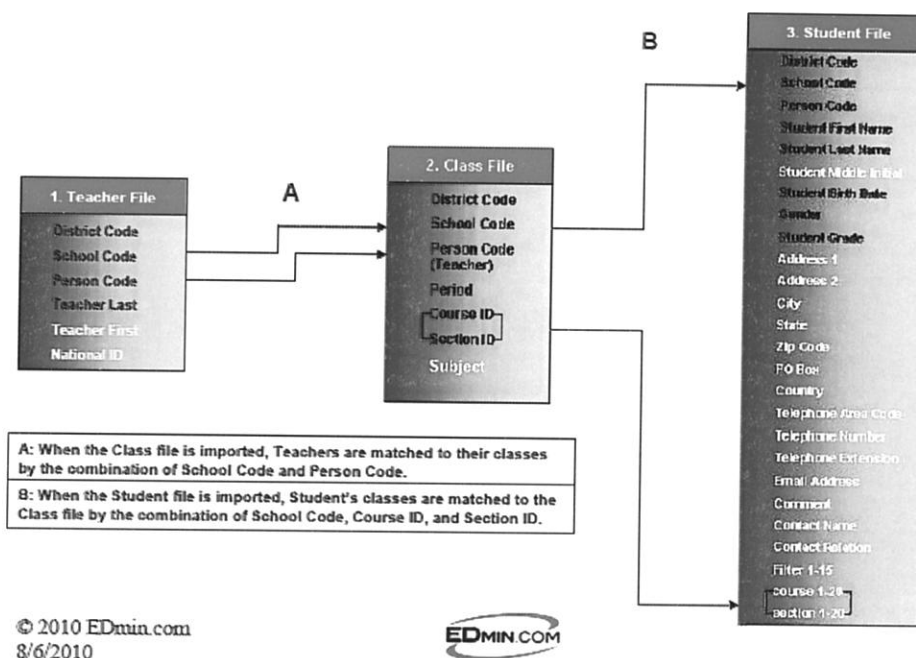 B
3. Student File
District Code
School Code
Person Code
Student First Name
Student Last Name
Student Middle Initial
Student Birth Date
Gender
Student Grade
Address 1
Address 2
City
State
Zip Code
PO Box
Country
Telephone Area Code
Telephone Number
Telephone Extension
Email Address
Comment
Contact Name
Contact Relation
Filter 1-15
course 1-20
section 1-20
2. Class File
District Code
School Code
Person Code
(Teacher)
Period
Course ID
Section ID
Subject
A
1. Teacher File
District Code
School Code
Person Code
Teacher Last
Teacher First
National ID
A: When the Class file is imported, Teachers are matched to their classes
by the combination of School Code and Person Code.
B: When the Student file is imported, Student's classes are matched to the
Class file by the combination of School Code, Course ID, and Section ID.
© 2010 EDmin.com
8/6/2010
EDMIN.COM